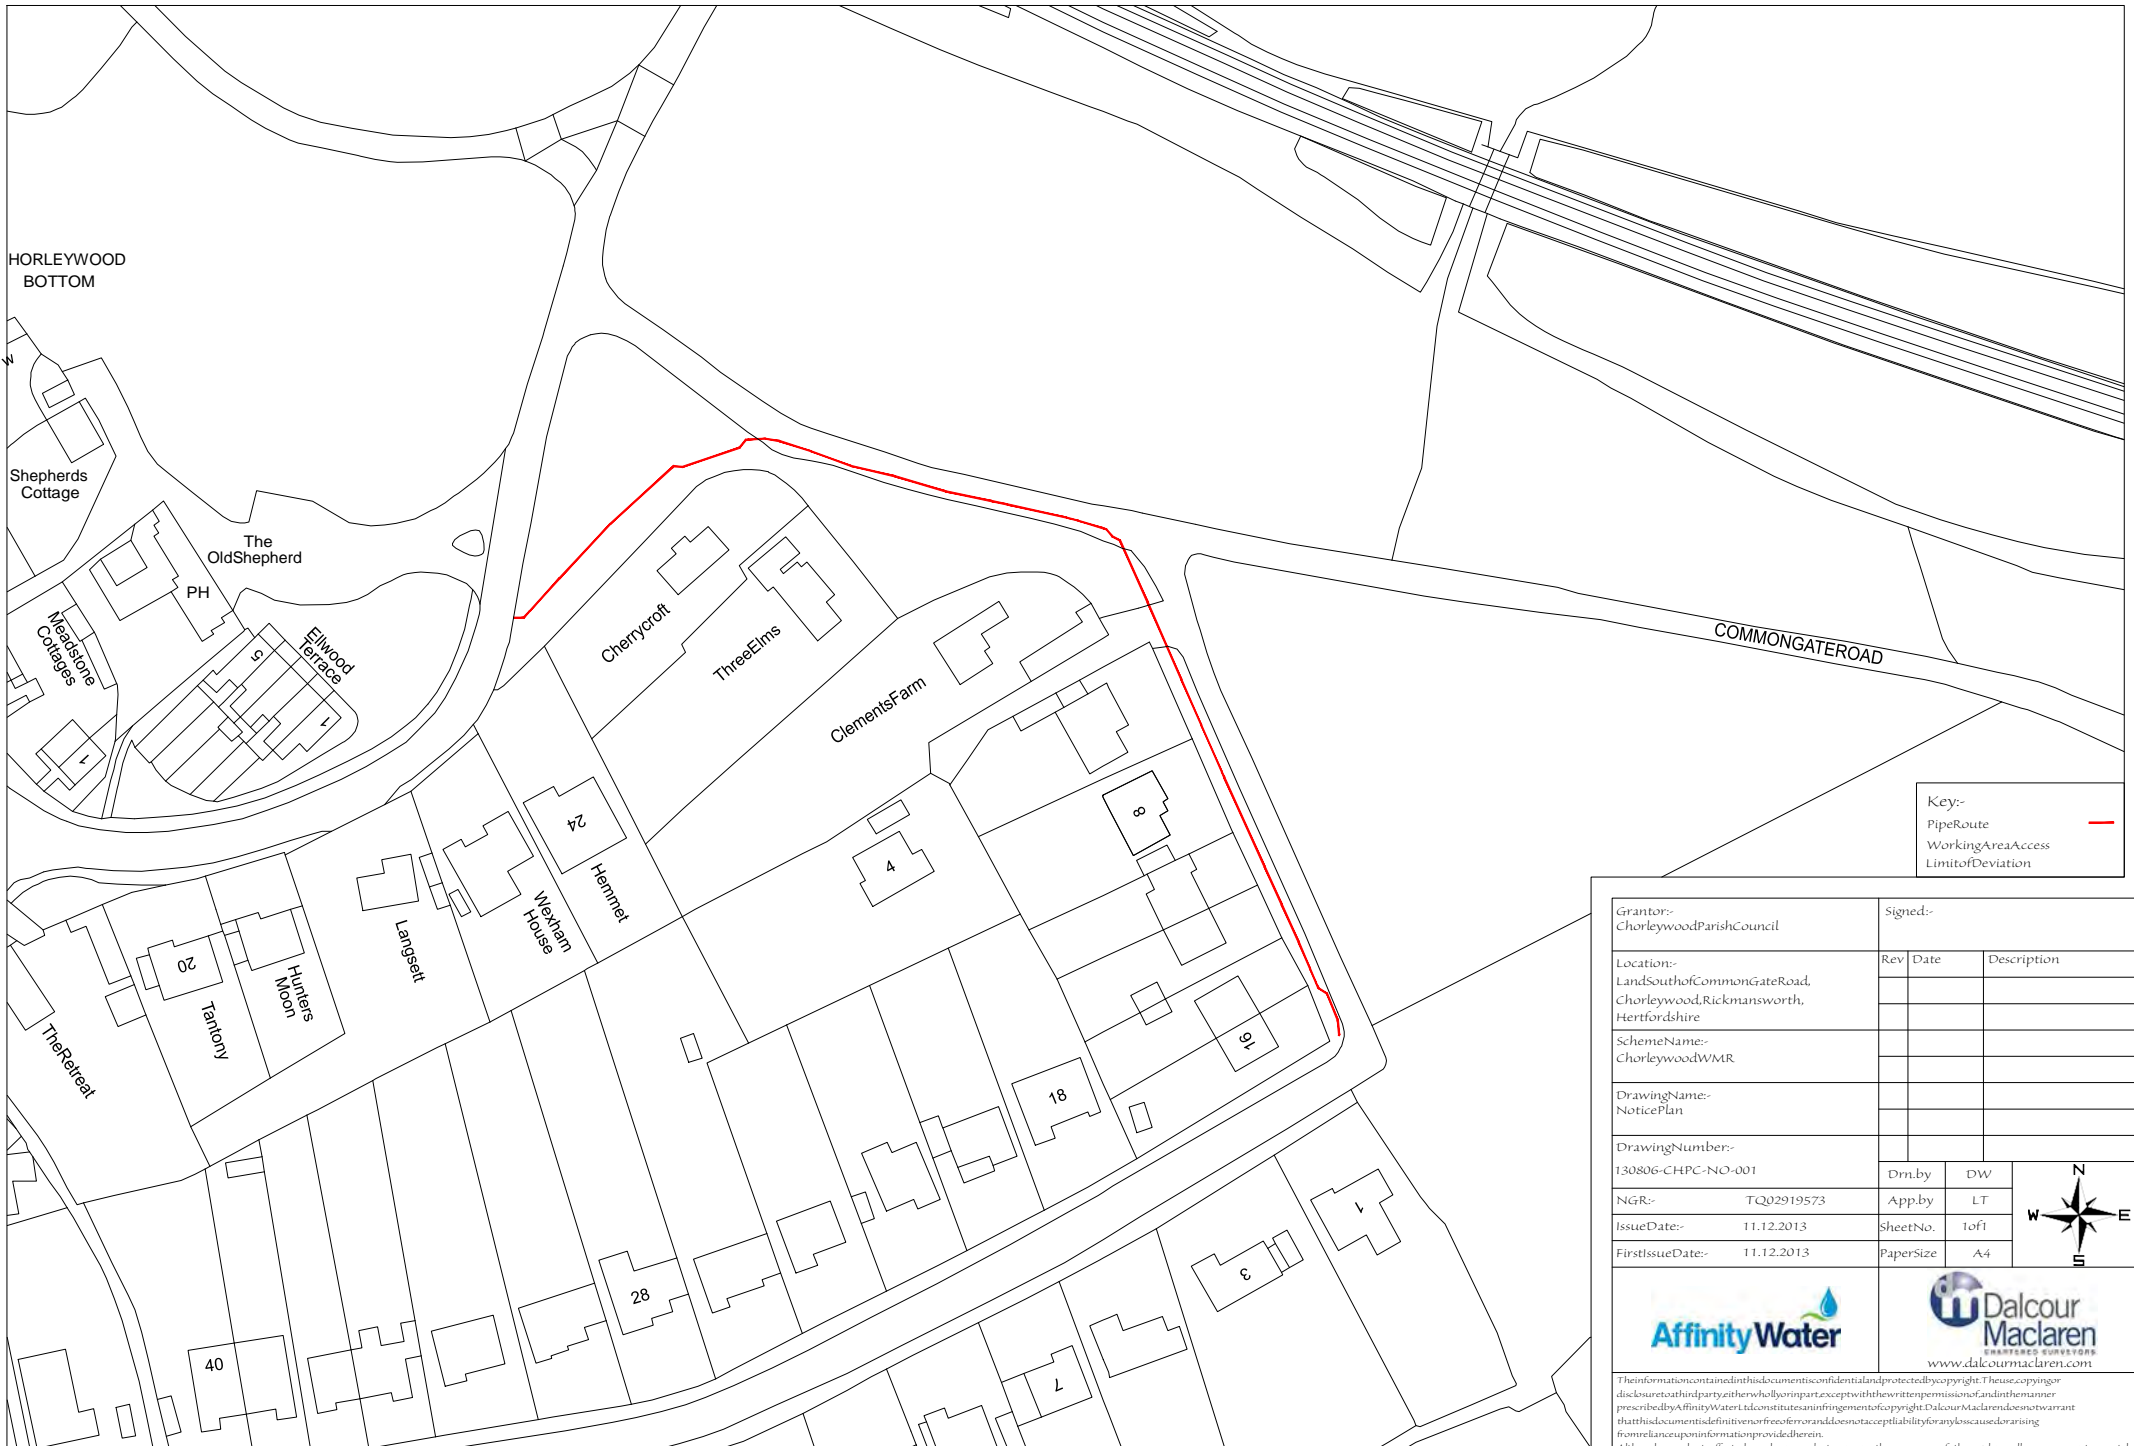 HORLEYWOOD
BOTTOM
W
Shepherds
Cottage
The
OldShepherd
PH
Meadstone
Cottages
Ellwood
Terrace
5
1
1
Cherrycroft
ThreeElms
ClementsFarm
COMMONGATEROAD
8
4
24
Hemmet
Wexham
House
Langsett
Hunters
Moon
20
Tantony
TheRetreat
16
18
28
40
1
3
7
Key:-
PipeRoute
WorkingAreaAccess
LimitofDeviation
Grantor:-
ChorleywoodParishCouncil
Signed:-
Location:-
LandSouthofCommonGateRoad,
Chorleywood,Rickmansworth,
Hertfordshire
Rev Date Description
SchemeName:-
ChorleywoodWMR
DrawingName:-
NoticePlan
DrawingNumber:-
130806-CHPC-NO-001
Drn.by DW
NGR:- TQ02919573
App.by LT
IssueDate:- 11.12.2013
SheetNo. 1of1
FirstIssueDate:- 11.12.2013
PaperSize A4
N
W E
S
AffinityWater
dm Dalcour
Maclaren
CHARTERED SURVEYORS
www.dalcourmaclaren.com
Theinformationcontainedinthisdocumentisconfidentialandprotectedbycopyright.Theuse,copyingor
disclosuretoathirdparty,eitherwhollyorinpart,exceptwiththewrittenpermissionof,andinthemanner
prescribedbyAffinityWaterLtdconstitutesaninfringementofcopyright.DalcourMaclarendoesnotwarrant
thatthisdocumentisdefinitivenorfreeoferroranddoesnotacceptliabilityforanylosscausedorarising
fromrelianceuponinformationprovidedherein.